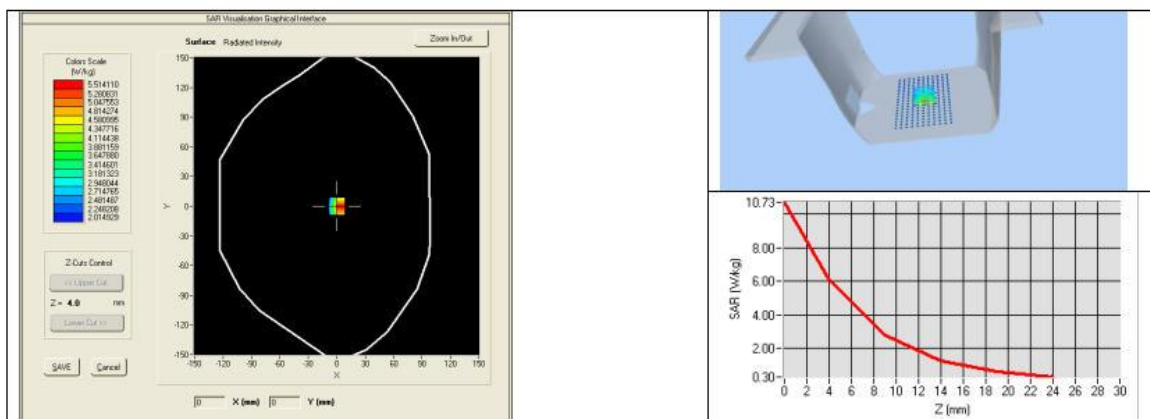 SAR Visualisation Graphical Interface
Surface Radiated Intensity
Zoom In/Out
Colors Scale
(W/kg)
5.514110
5.280831
5.047553
4.814274
4.580995
4.347716
4.114438
3.881159
3.647880
3.414601
3.181323
2.948044
2.714765
2.481487
2.248208
2.014929
150
120
90
60
30
Y 0
-30
-60
-90
-120
-150
-150 -120 -90 -60 -30 0 30 60 90 120 150
X
Z-Cuts Control
<< Upper Cut
Z = 4.0 mm
Lower Cut >>
SAVE Cancel
0 X (mm) 0 Y (mm)
10.73
8.00
6.00
4.00
2.00
0.30
SAR (W/kg)
0 2 4 6 8 10 12 14 16 18 20 22 24 26 28 30
Z (mm)